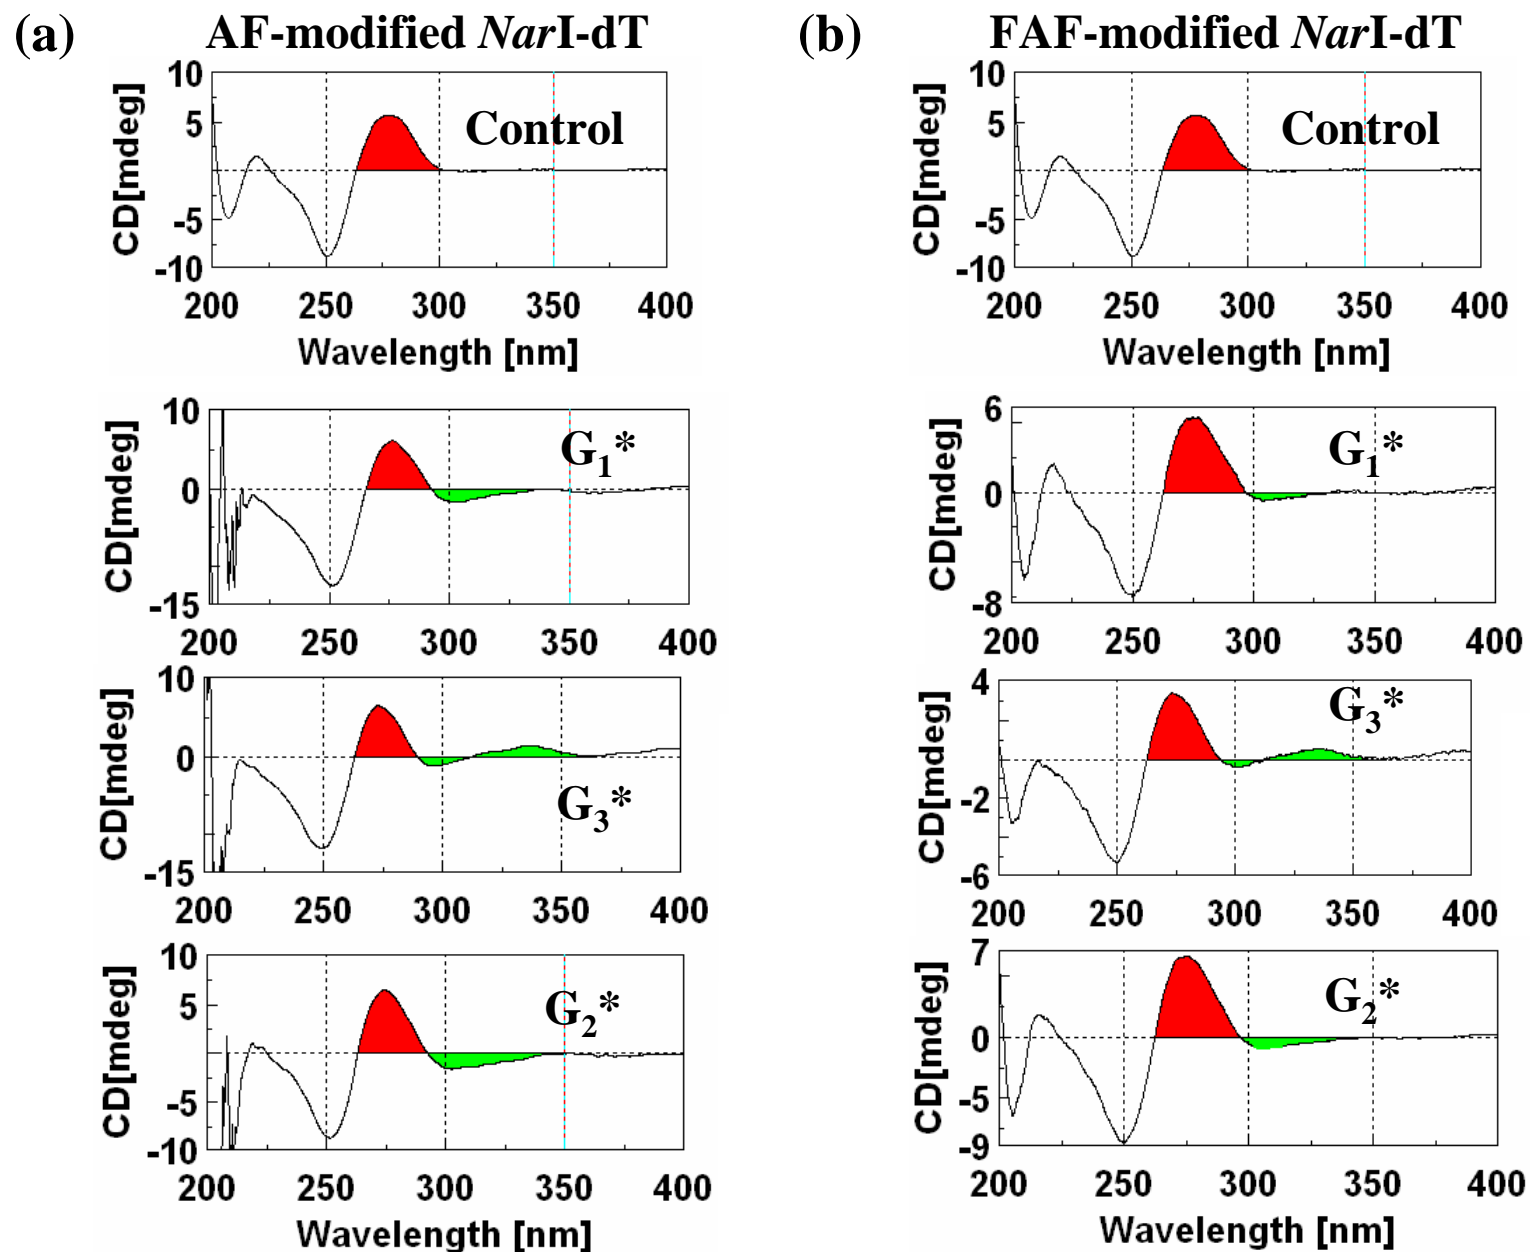 (a) AF-modified NarI-dT
10
5
-5
-10
CD[mdeg]
Control
200 250 300 350 400
Wavelength [nm]
10
0
-15
CD[mdeg]
G1*
200 250 300 350 400
10
0
-15
CD[mdeg]
G3*
200 250 300 350 400
10
5
-5
-10
CD[mdeg]
G2*
200 250 300 350 400
Wavelength [nm]
(b) FAF-modified NarI-dT
10
5
-5
-10
CD[mdeg]
Control
200 250 300 350 400
Wavelength [nm]
6
0
-8
CD[mdeg]
G1*
200 250 300 350 400
4
-2
-6
CD[mdeg]
G3*
200 250 300 350 400
7
0
-5
-9
CD[mdeg]
G2*
200 250 300 350 400
Wavelength [nm]